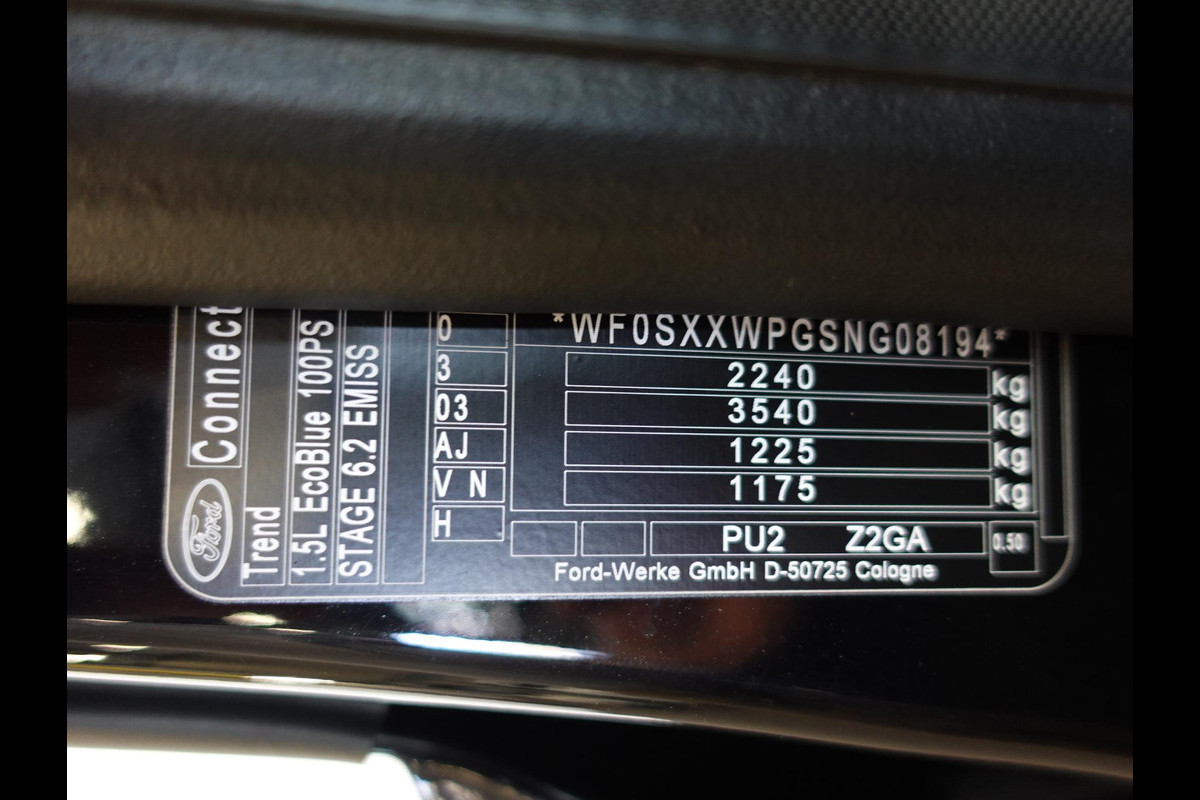 Ford
Connect
Trend
1.5L EcoBlue 100PS
STAGE 6.2 EMISS
0
3
03
AJ
V N
H
*WF0SXXWPGSNG08194*
2240 kg
3540 kg
1225 kg
1175 kg
PU2 Z2GA 0.50
Ford-Werke GmbH D-50725 Cologne